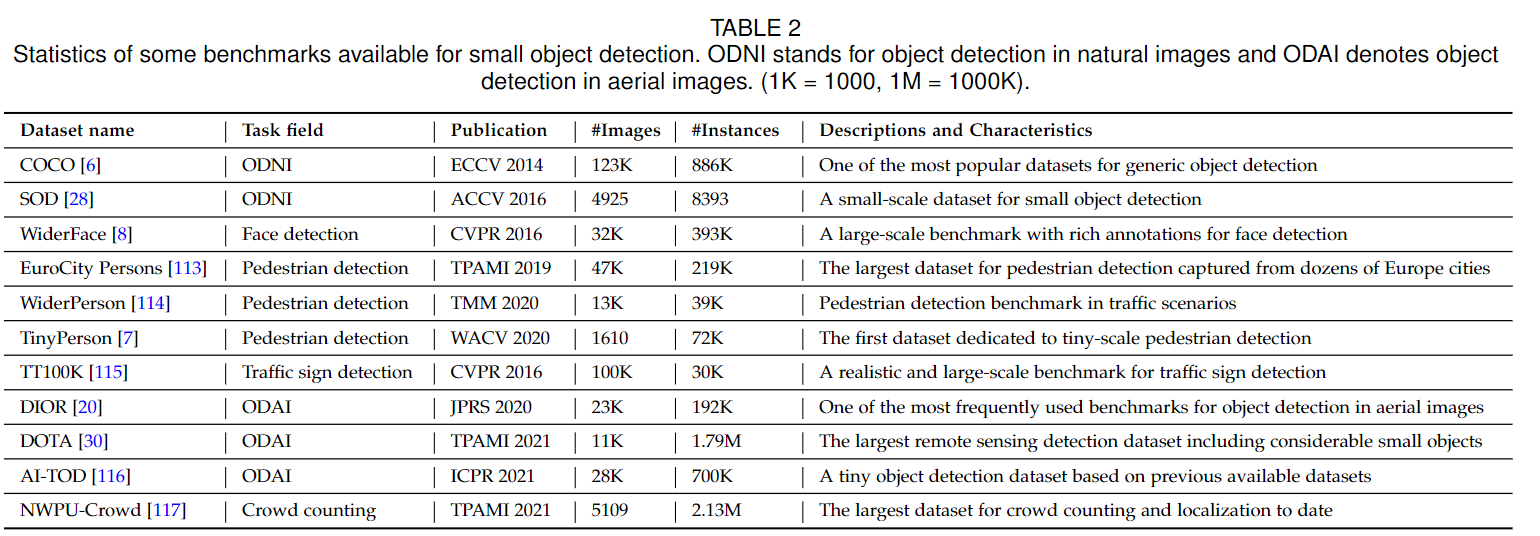 TABLE 2
Statistics of some benchmarks available for small object detection. ODNI stands for object detection in natural images and ODAI denotes object
detection in aerial images. (1K = 1000, 1M = 1000K).
Dataset name | Task field | Publication | #Images | #Instances | Descriptions and Characteristics
COCO [6] | ODNI | ECCV 2014 | 123K | 886K | One of the most popular datasets for generic object detection
SOD [28] | ODNI | ACCV 2016 | 4925 | 8393 | A small-scale dataset for small object detection
WiderFace [8] | Face detection | CVPR 2016 | 32K | 393K | A large-scale benchmark with rich annotations for face detection
EuroCity Persons [113] | Pedestrian detection | TPAMI 2019 | 47K | 219K | The largest dataset for pedestrian detection captured from dozens of Europe cities
WiderPerson [114] | Pedestrian detection | TMM 2020 | 13K | 39K | Pedestrian detection benchmark in traffic scenarios
TinyPerson [7] | Pedestrian detection | WACV 2020 | 1610 | 72K | The first dataset dedicated to tiny-scale pedestrian detection
TT100K [115] | Traffic sign detection | CVPR 2016 | 100K | 30K | A realistic and large-scale benchmark for traffic sign detection
DIOR [20] | ODAI | JPRS 2020 | 23K | 192K | One of the most frequently used benchmarks for object detection in aerial images
DOTA [30] | ODAI | TPAMI 2021 | 11K | 1.79M | The largest remote sensing detection dataset including considerable small objects
AI-TOD [116] | ODAI | ICPR 2021 | 28K | 700K | A tiny object detection dataset based on previous available datasets
NWPU-Crowd [117] | Crowd counting | TPAMI 2021 | 5109 | 2.13M | The largest dataset for crowd counting and localization to date